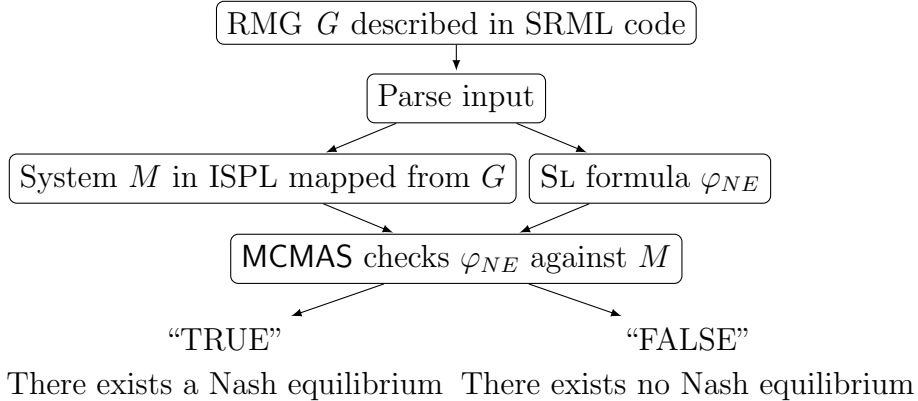 RMG G described in SRML code
Parse input
System M in ISPL mapped from G
SL formula φNE
MCMAS checks φNE against M
“TRUE”
“FALSE”
There exists a Nash equilibrium
There exists no Nash equilibrium